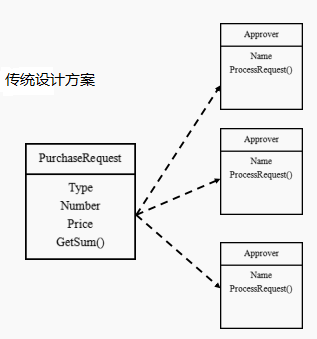 传统设计方案
Approver
Name
ProcessRequest()
PurchaseRequest
Type
Number
Price
GetSum()
Approver
Name
ProcessRequest()
Approver
Name
ProcessRequest()